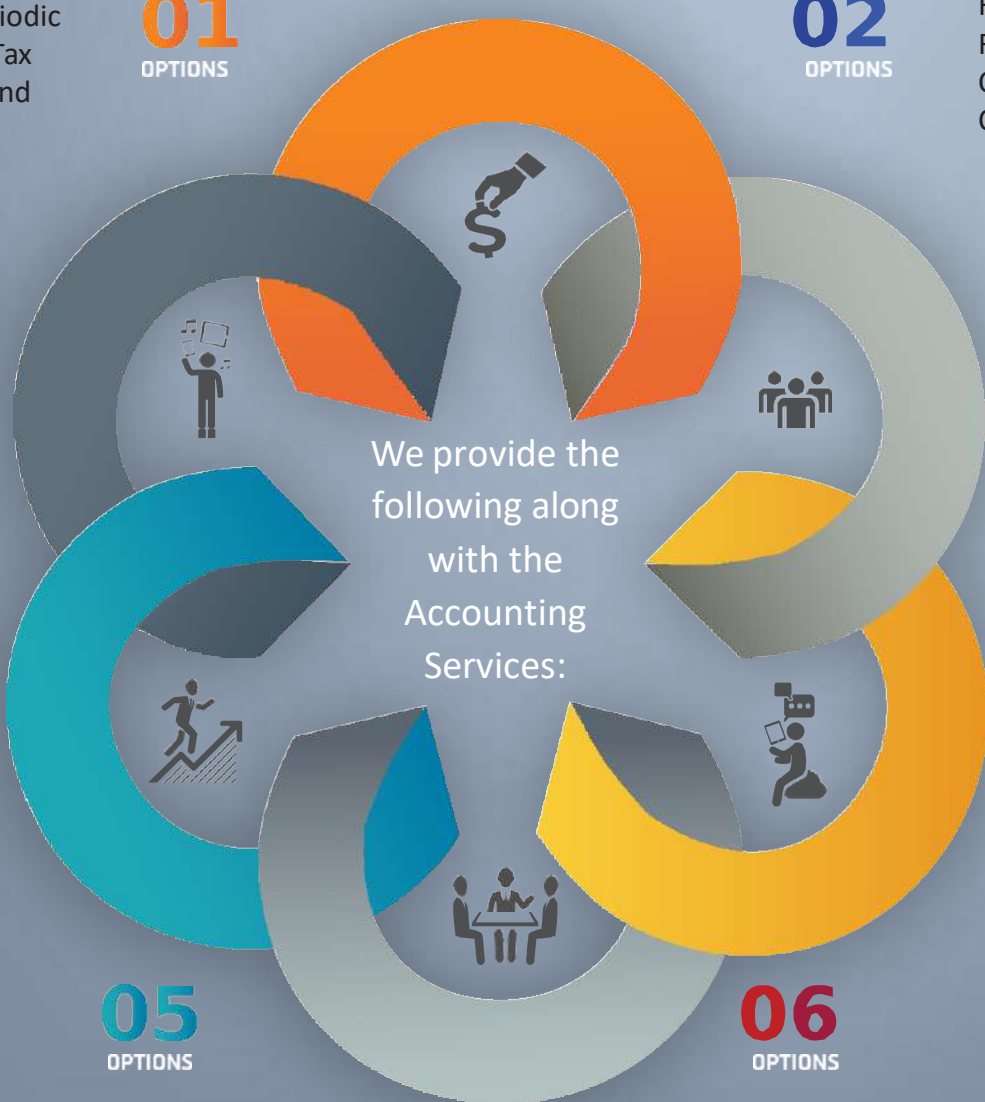 Tax
nd
01
OPTIONS
02
OPTIONS
We provide the
following along
with the
Accounting
Services:
05
OPTIONS
06
OPTIONS